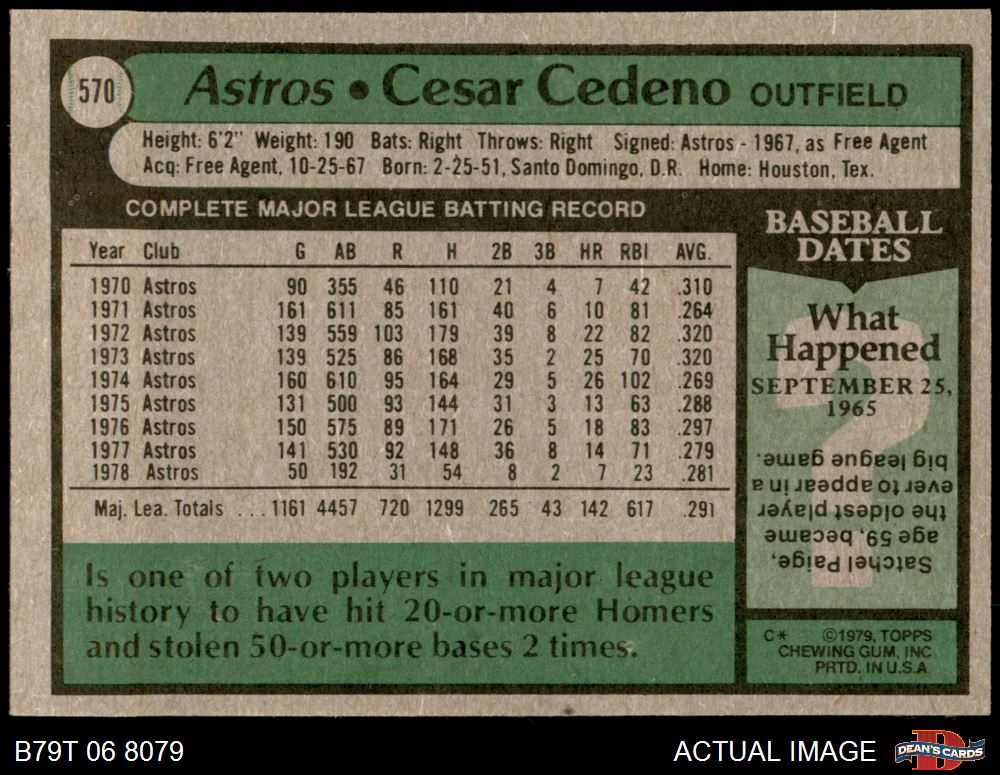 570
Astros • Cesar Cedeno OUTFIELD
Height: 6'2" Weight: 190 Bats: Right Throws: Right Signed: Astros - 1967, as Free Agent
Acq: Free Agent, 10-25-67 Born: 2-25-51, Santo Domingo, D.R. Home: Houston, Tex.
COMPLETE MAJOR LEAGUE BATTING RECORD
Year Club G AB R H 2B 3B HR RBI AVG.
1970 Astros 90 355 46 110 21 4 7 42 .310
1971 Astros 161 611 85 161 40 6 10 81 .264
1972 Astros 139 559 103 179 39 8 22 82 .320
1973 Astros 139 525 86 168 35 2 25 70 .320
1974 Astros 160 610 95 164 29 5 26 102 .269
1975 Astros 131 500 93 144 31 3 13 63 .288
1976 Astros 150 575 89 171 26 5 18 83 .297
1977 Astros 141 530 92 148 36 8 14 71 .279
1978 Astros 50 192 31 54 8 2 7 23 .281
Maj. Lea. Totals ...1161 4457 720 1299 265 43 142 617 .291
Is one of two players in major league
history to have hit 20-or-more Homers
and stolen 50-or-more bases 2 times.
BASEBALL
DATES
What
Happened
SEPTEMBER 25,
1965
?
Satchel Paige,
age 59, became
the oldest player
ever to appear in a
big league game.
C* ©1979, TOPPS
CHEWING GUM, INC
PRTD. IN U.S.A.
B79T 06 8079
ACTUAL IMAGE
D
DEAN'S CARDS